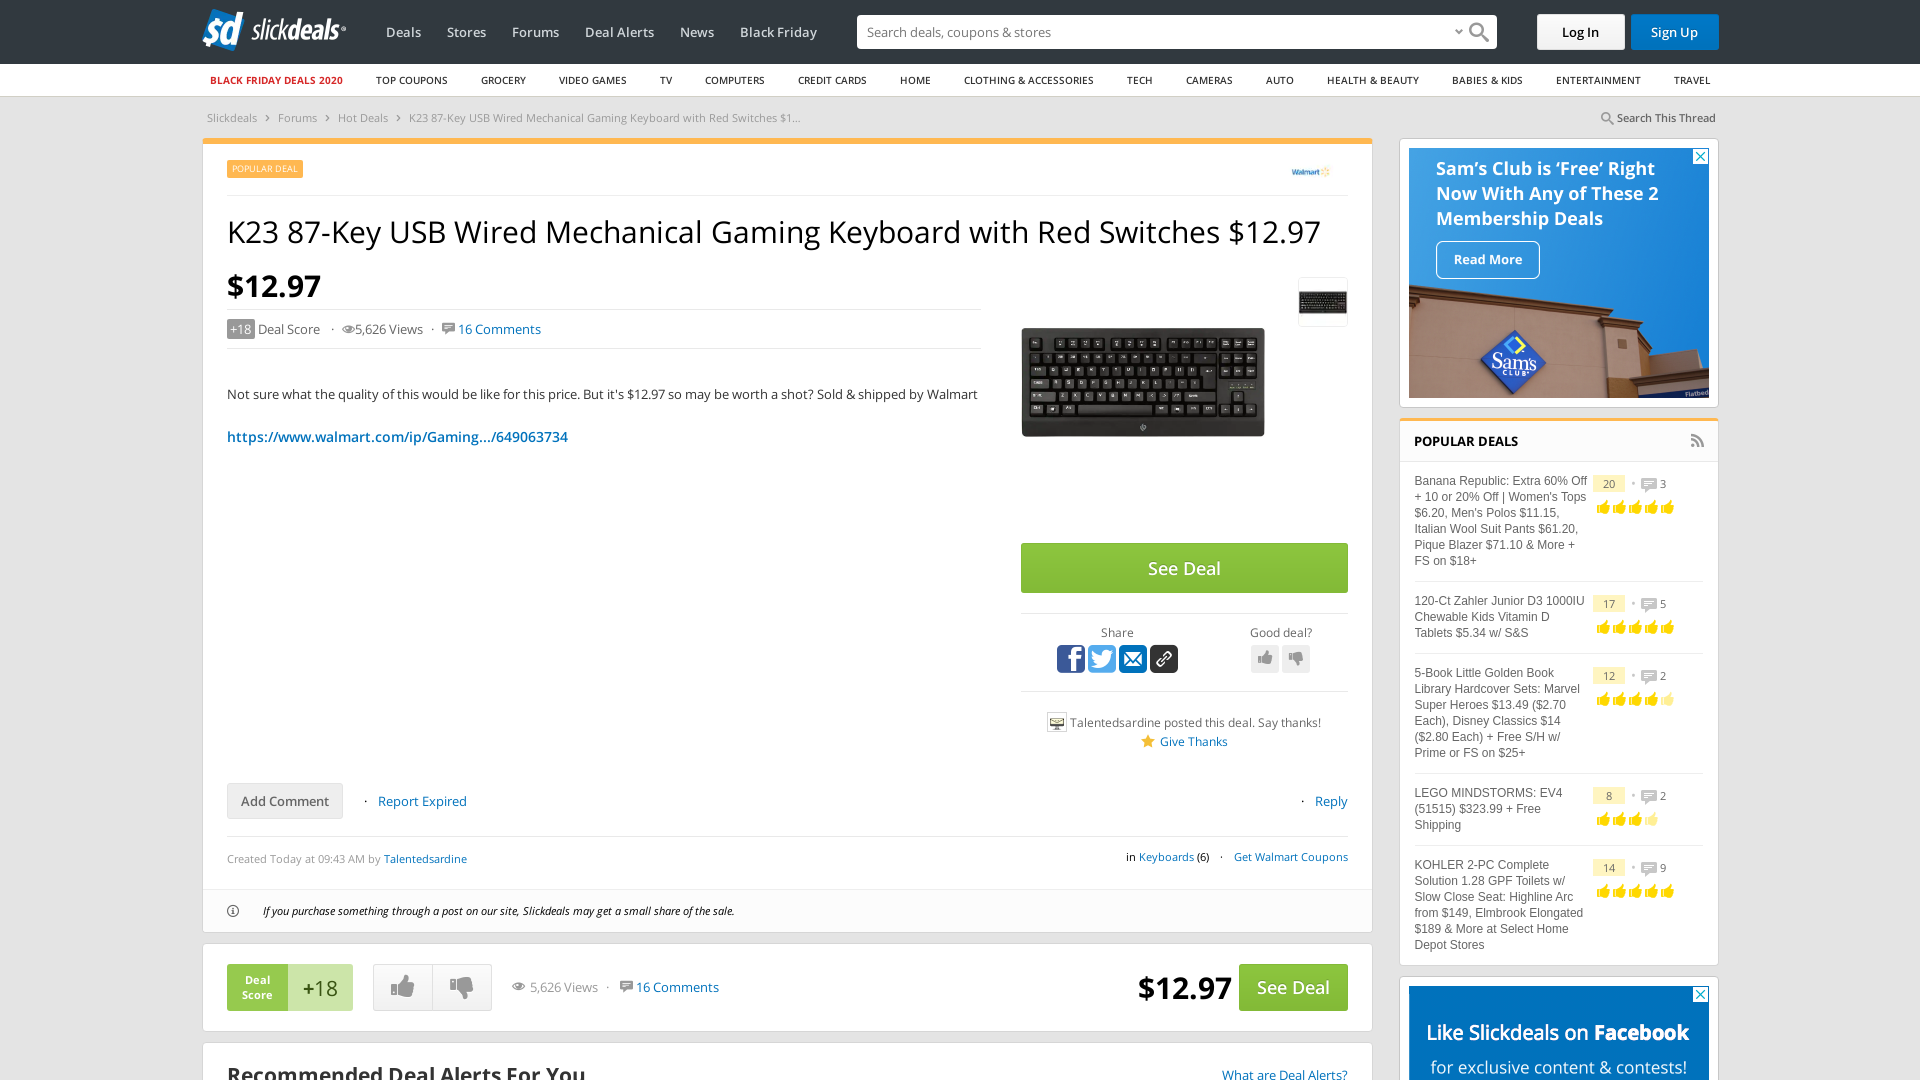 sd slickdeals
Deals
Stores
Forums
Deal Alerts
News
Black Friday
Search deals, coupons & shopping
Log In
Sign Up
BLACK FRIDAY DEALS 2020
TOP COUPONS
GROCERY
VIDEO GAMES
TV
COMPUTERS
CREDIT CARDS
HOME
CLOTHING & ACCESSORIES
TECH
CAMERAS
AUTO
HEALTH & BEAUTY
BABIES & KIDS
ENTERTAINMENT
TRAVEL
Slickdeals › Forums › Hot Deals › K23 87-Key USB Wired Mechanical Gaming Keyboard with Red Switches $1...
Search This Thread
POPULAR DEAL
Walmart
K23 87-Key USB Wired Mechanical Gaming Keyboard with Red Switches $12.97
$12.97
+18 Deal Score · 5,626 Views · 16 Comments
Not sure what the quality of this would be like for this price. But it's $12.97 so may be worth a shot? Sold & shipped by Walmart
https://www.walmart.com/ip/Gaming.../649063734
See Deal
Share
Good deal?
Talentedsardine posted this deal. Say thanks!
Give Thanks
Add Comment
· Report Expired
· Reply
Created Today at 09:43 AM by Talentedsardine
in Keyboards (6) · Get Walmart Coupons
If you purchase something through a post on our site, Slickdeals may get a small share of the sale.
Deal
Score
+18
5,626 Views · 16 Comments
$12.97
See Deal
Recommended Deal Alerts For You
What are Deal Alerts?
Sam's Club is 'Free' Right
Now With Any of These 2
Membership Deals
Read More
Sam's
CLUB
POPULAR DEALS
Banana Republic: Extra 60% Off
+ 10 or 20% Off | Women's Tops
$6.20, Men's Polos $11.15,
Italian Wool Suit Pants $61.20,
Pique Blazer $71.10 & More +
FS on $18+
20 • 3
120-Ct Zahler Junior D3 1000IU
Chewable Kids Vitamin D
Tablets $5.34 w/ S&S
17 • 5
5-Book Little Golden Book
Library Hardcover Sets: Marvel
Super Heroes $13.49 ($2.70
Each), Disney Classics $14
($2.80 Each) + Free S/H w/
Prime or FS on $25+
12 • 2
LEGO MINDSTORMS: EV4
(51515) $323.99 + Free
Shipping
8 • 2
KOHLER 2-PC Complete
Solution 1.28 GPF Toilets w/
Slow Close Seat: Highline Arc
from $149, Elmbrook Elongated
$189 & More at Select Home
Depot Stores
14 • 9
Like Slickdeals on Facebook
for exclusive content & contests!